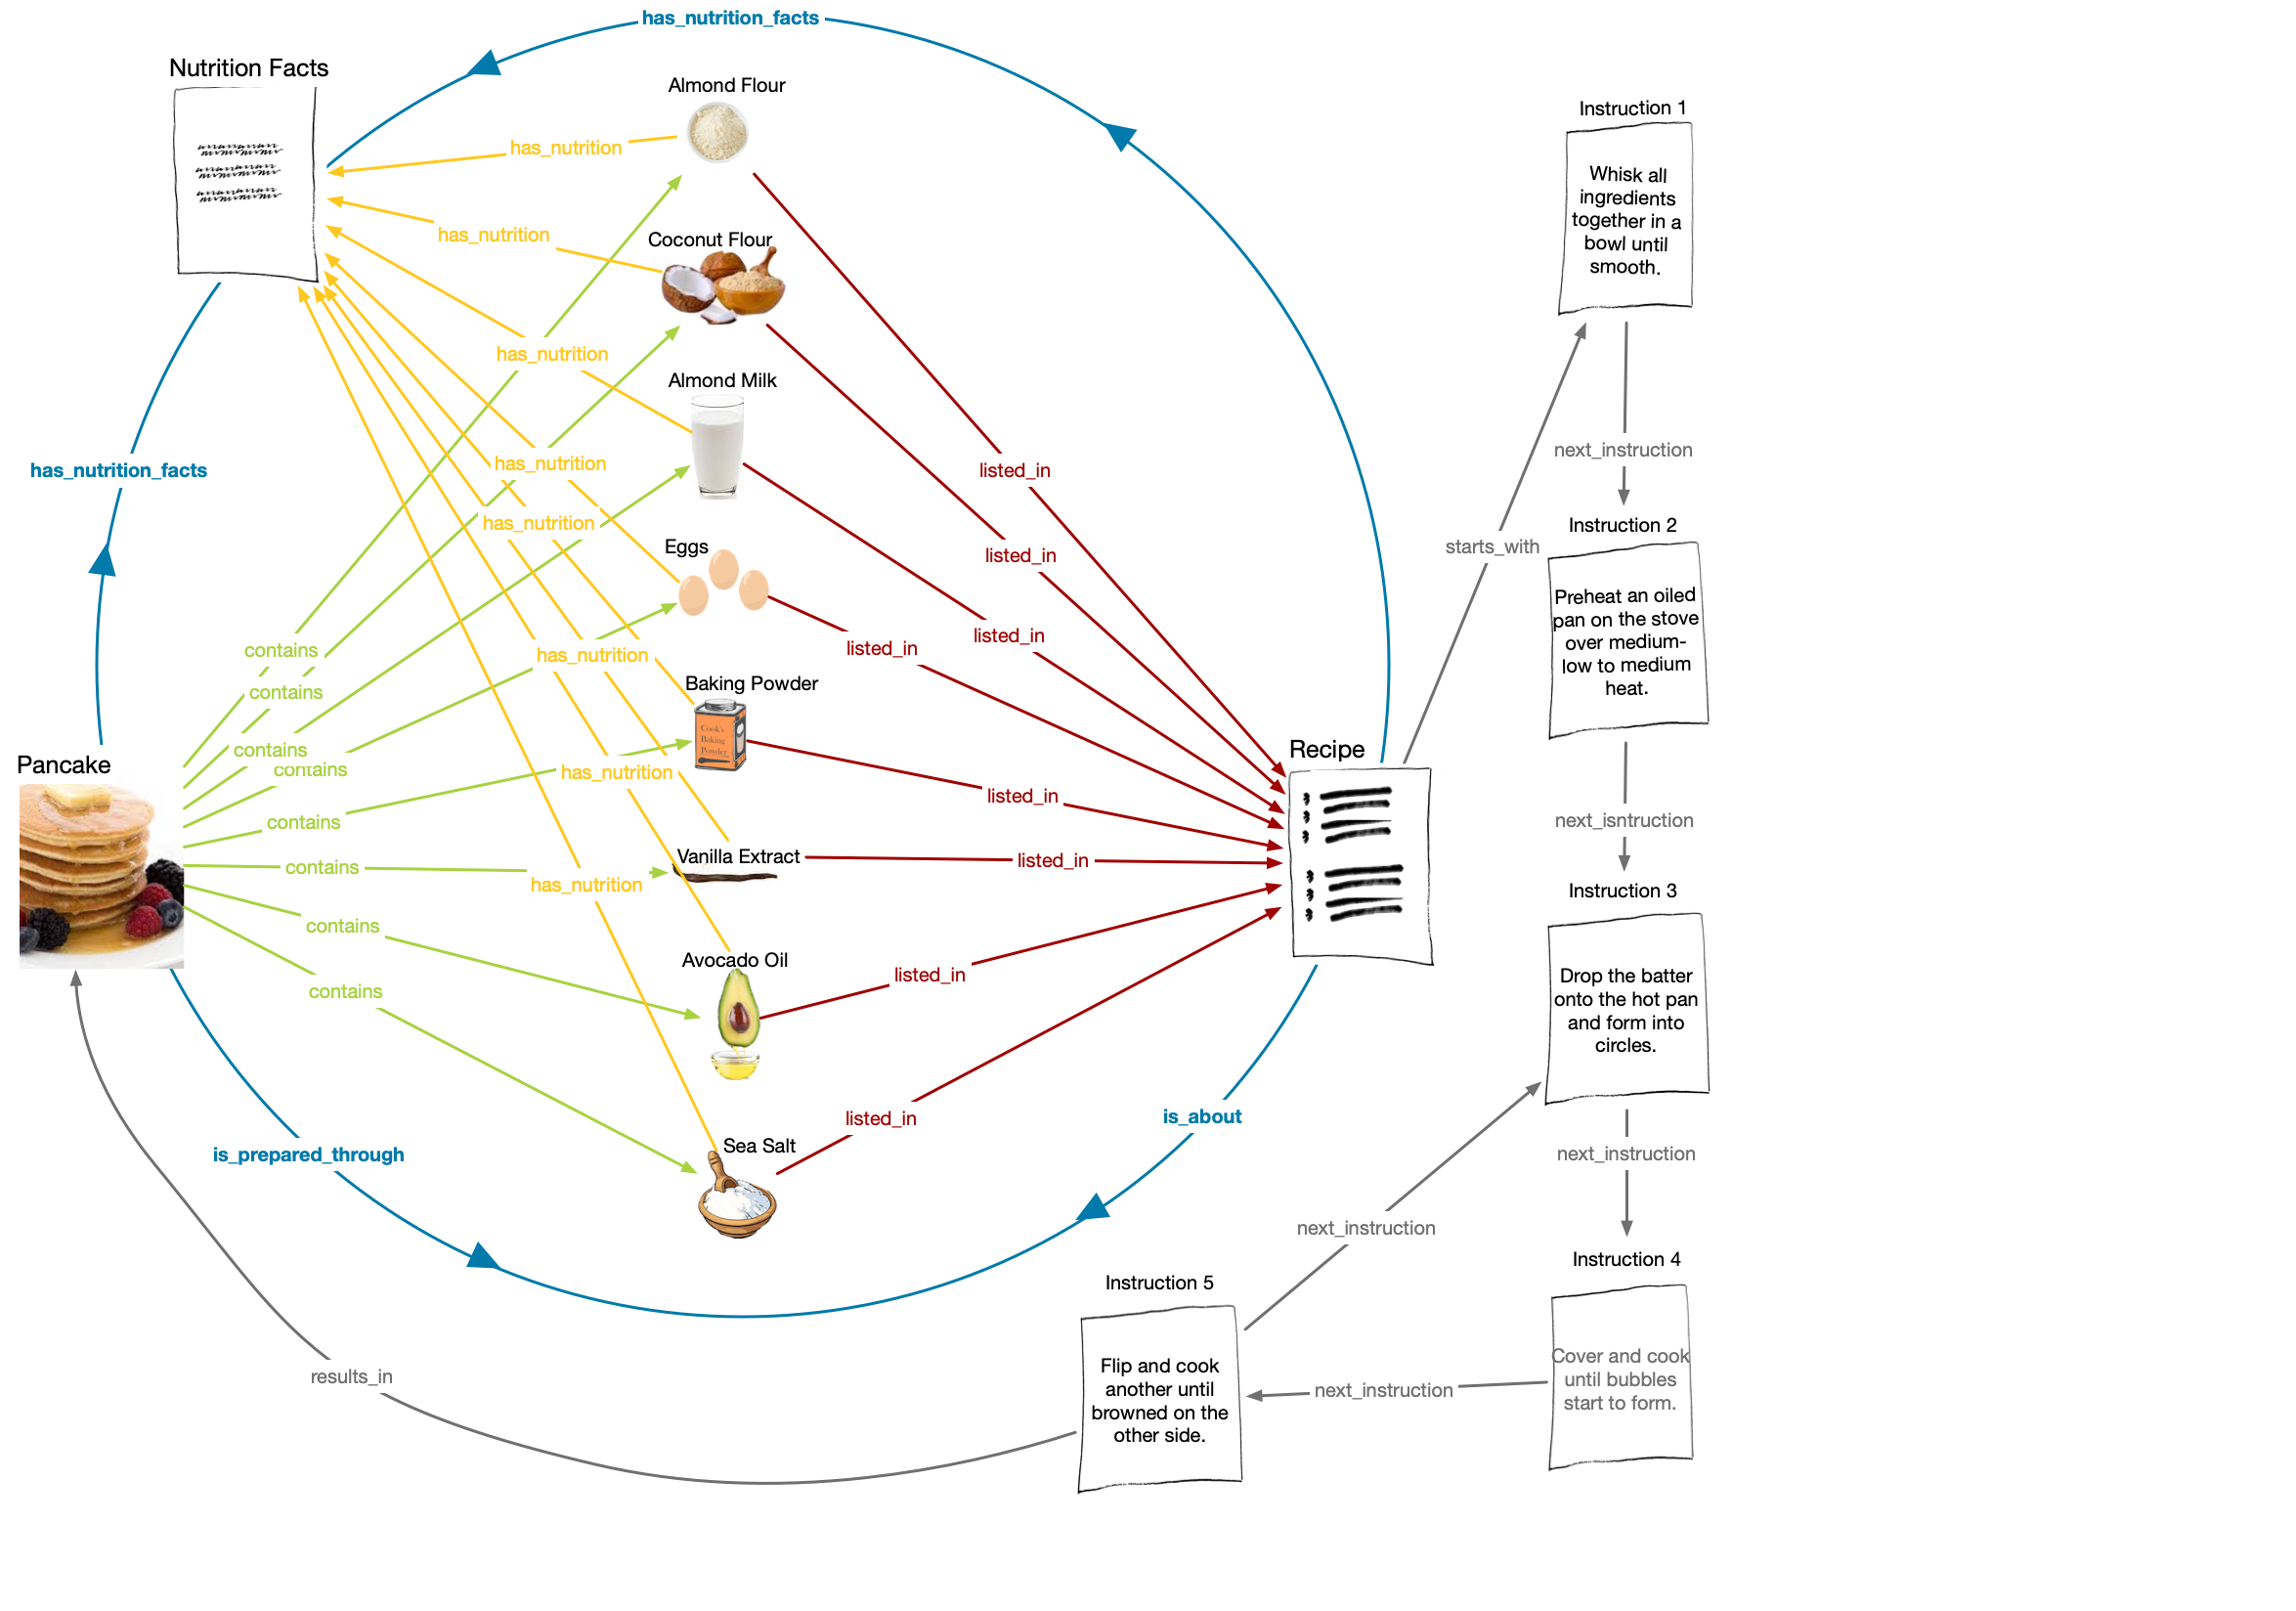 has_nutrition_facts
Nutrition Facts
Almond Flour
has_nutrition
Coconut Flour
has_nutrition
has_nutrition
Almond Milk
has_nutrition
has_nutrition
Eggs
has_nutrition
Baking Powder
Cook's
Baking
Powder
has_nutrition
Vanilla Extract
has_nutrition
Avocado Oil
Sea Salt
has_nutrition_facts
contains
contains
contains
contains
contains
contains
contains
contains
Pancake
listed_in
listed_in
listed_in
listed_in
listed_in
listed_in
listed_in
listed_in
Recipe
is_about
is_prepared_through
results_in
starts_with
Instruction 1
Whisk all
ingredients
together in a
bowl until
smooth.
next_instruction
Instruction 2
Preheat an oiled
pan on the stove
over medium-
low to medium
heat.
next_isntruction
Instruction 3
Drop the batter
onto the hot pan
and form into
circles.
next_instruction
Instruction 4
Cover and cook
until bubbles
start to form.
next_instruction
Instruction 5
Flip and cook
another until
browned on the
other side.
next_instruction